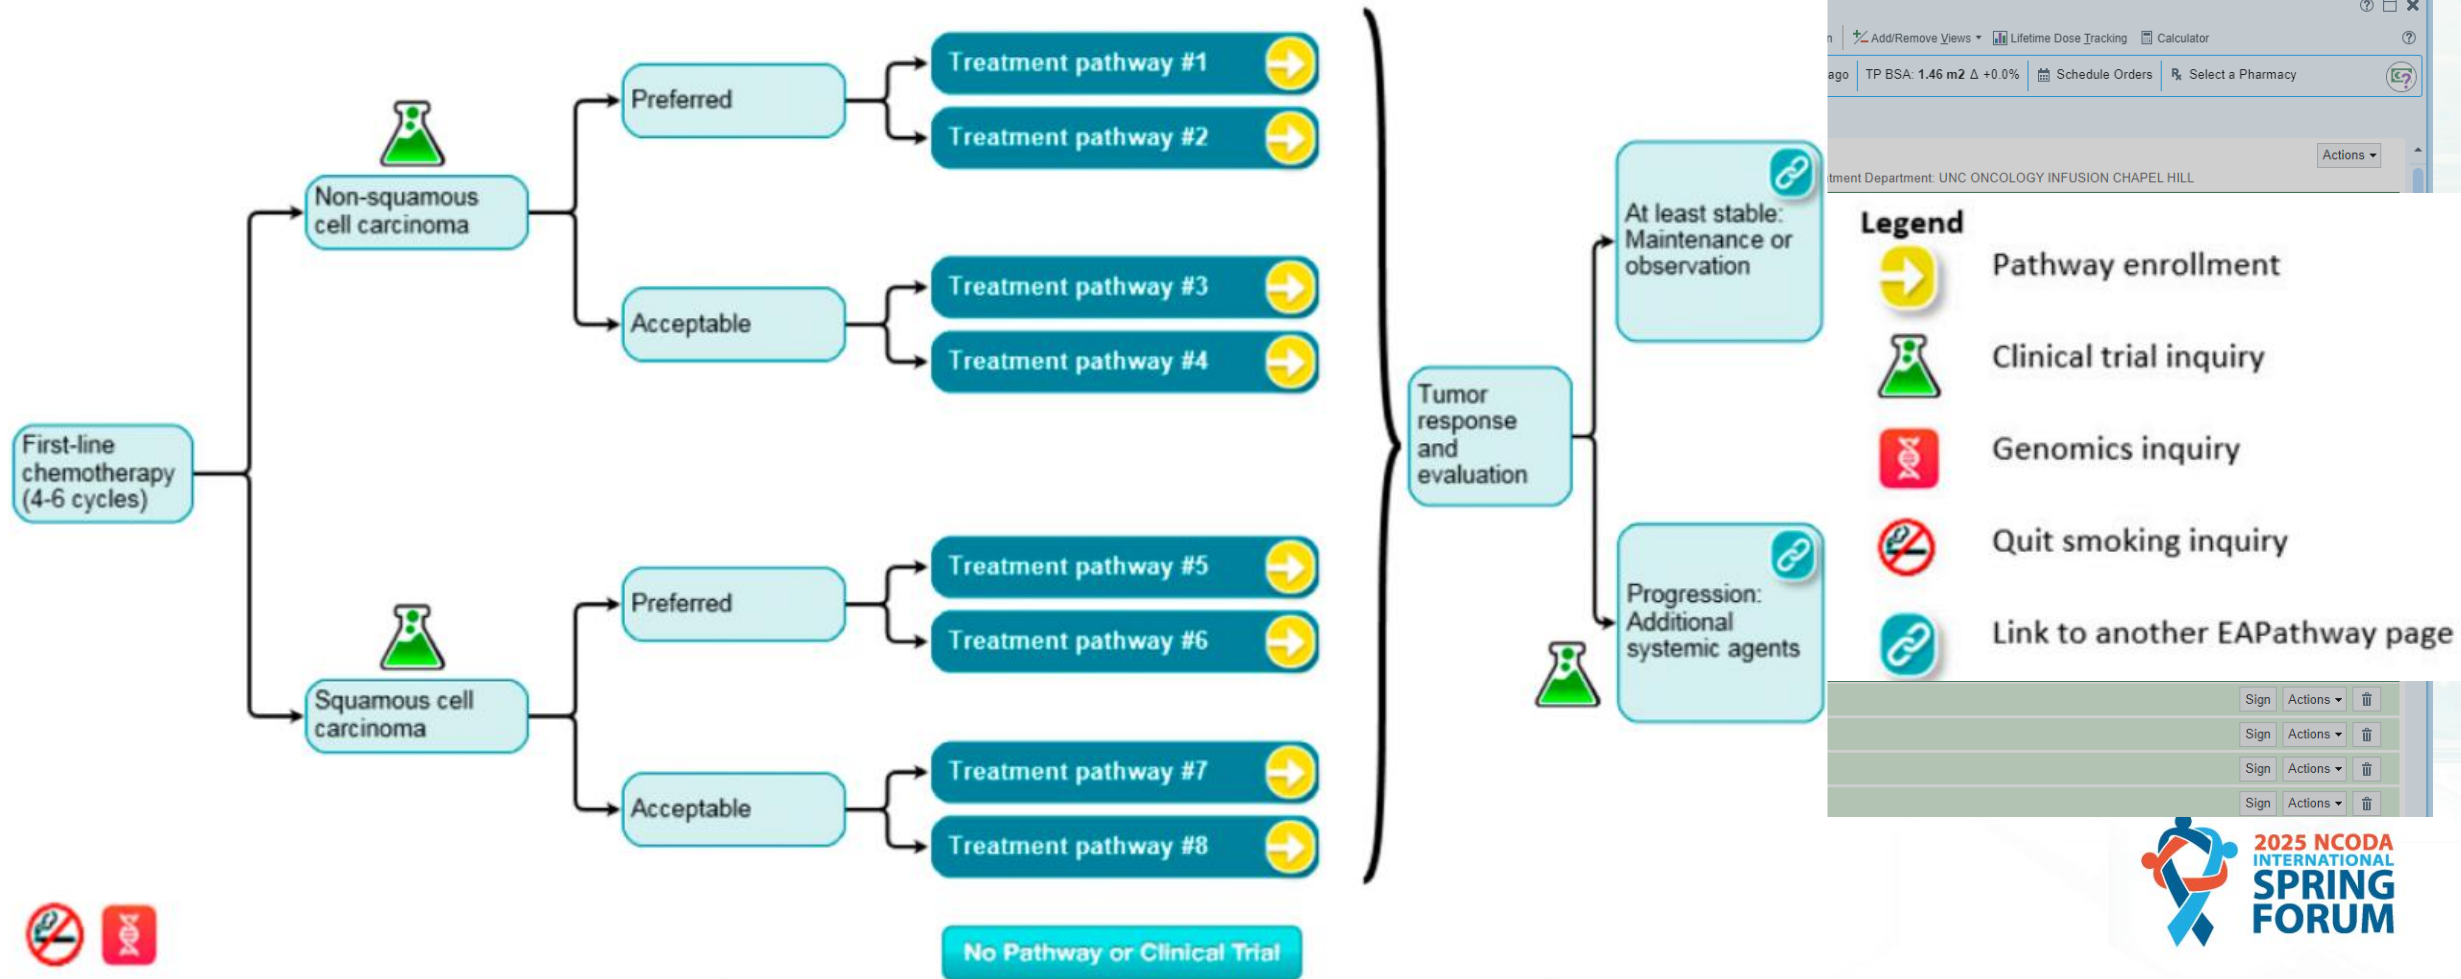 First-line
chemotherapy
(4-6 cycles)
Non-squamous
cell carcinoma
Squamous cell
carcinoma
Preferred
Acceptable
Preferred
Acceptable
Treatment pathway #1
Treatment pathway #2
Treatment pathway #3
Treatment pathway #4
Treatment pathway #5
Treatment pathway #6
Treatment pathway #7
Treatment pathway #8
No Pathway or Clinical Trial
Tumor
response
and
evaluation
At least stable:
Maintenance or
observation
Progression:
Additional
systemic agents
Add/Remove Views Lifetime Dose Tracking Calculator
ago TP BSA: 1.46 m2 Δ +0.0% Schedule Orders Select a Pharmacy
Actions
tment Department: UNC ONCOLOGY INFUSION CHAPEL HILL
Legend
Pathway enrollment
Clinical trial inquiry
Genomics inquiry
Quit smoking inquiry
Link to another EAPathway page
Sign Actions
Sign Actions
Sign Actions
Sign Actions
2025 NCODA
INTERNATIONAL
SPRING
FORUM